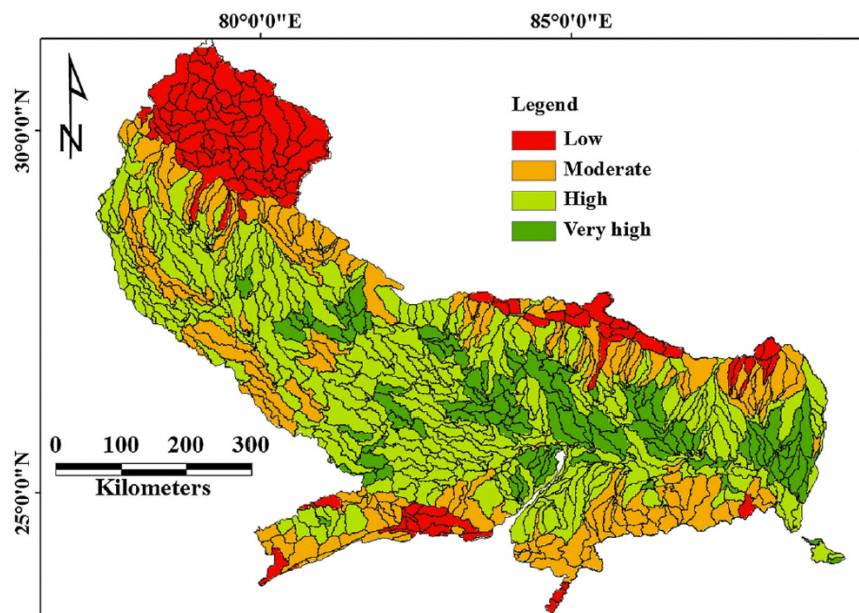 80°0'0"E
85°0'0"E
N
30°0'0"N
25°0'0"N
Legend
Low
Moderate
High
Very high
0 100 200 300
Kilometers